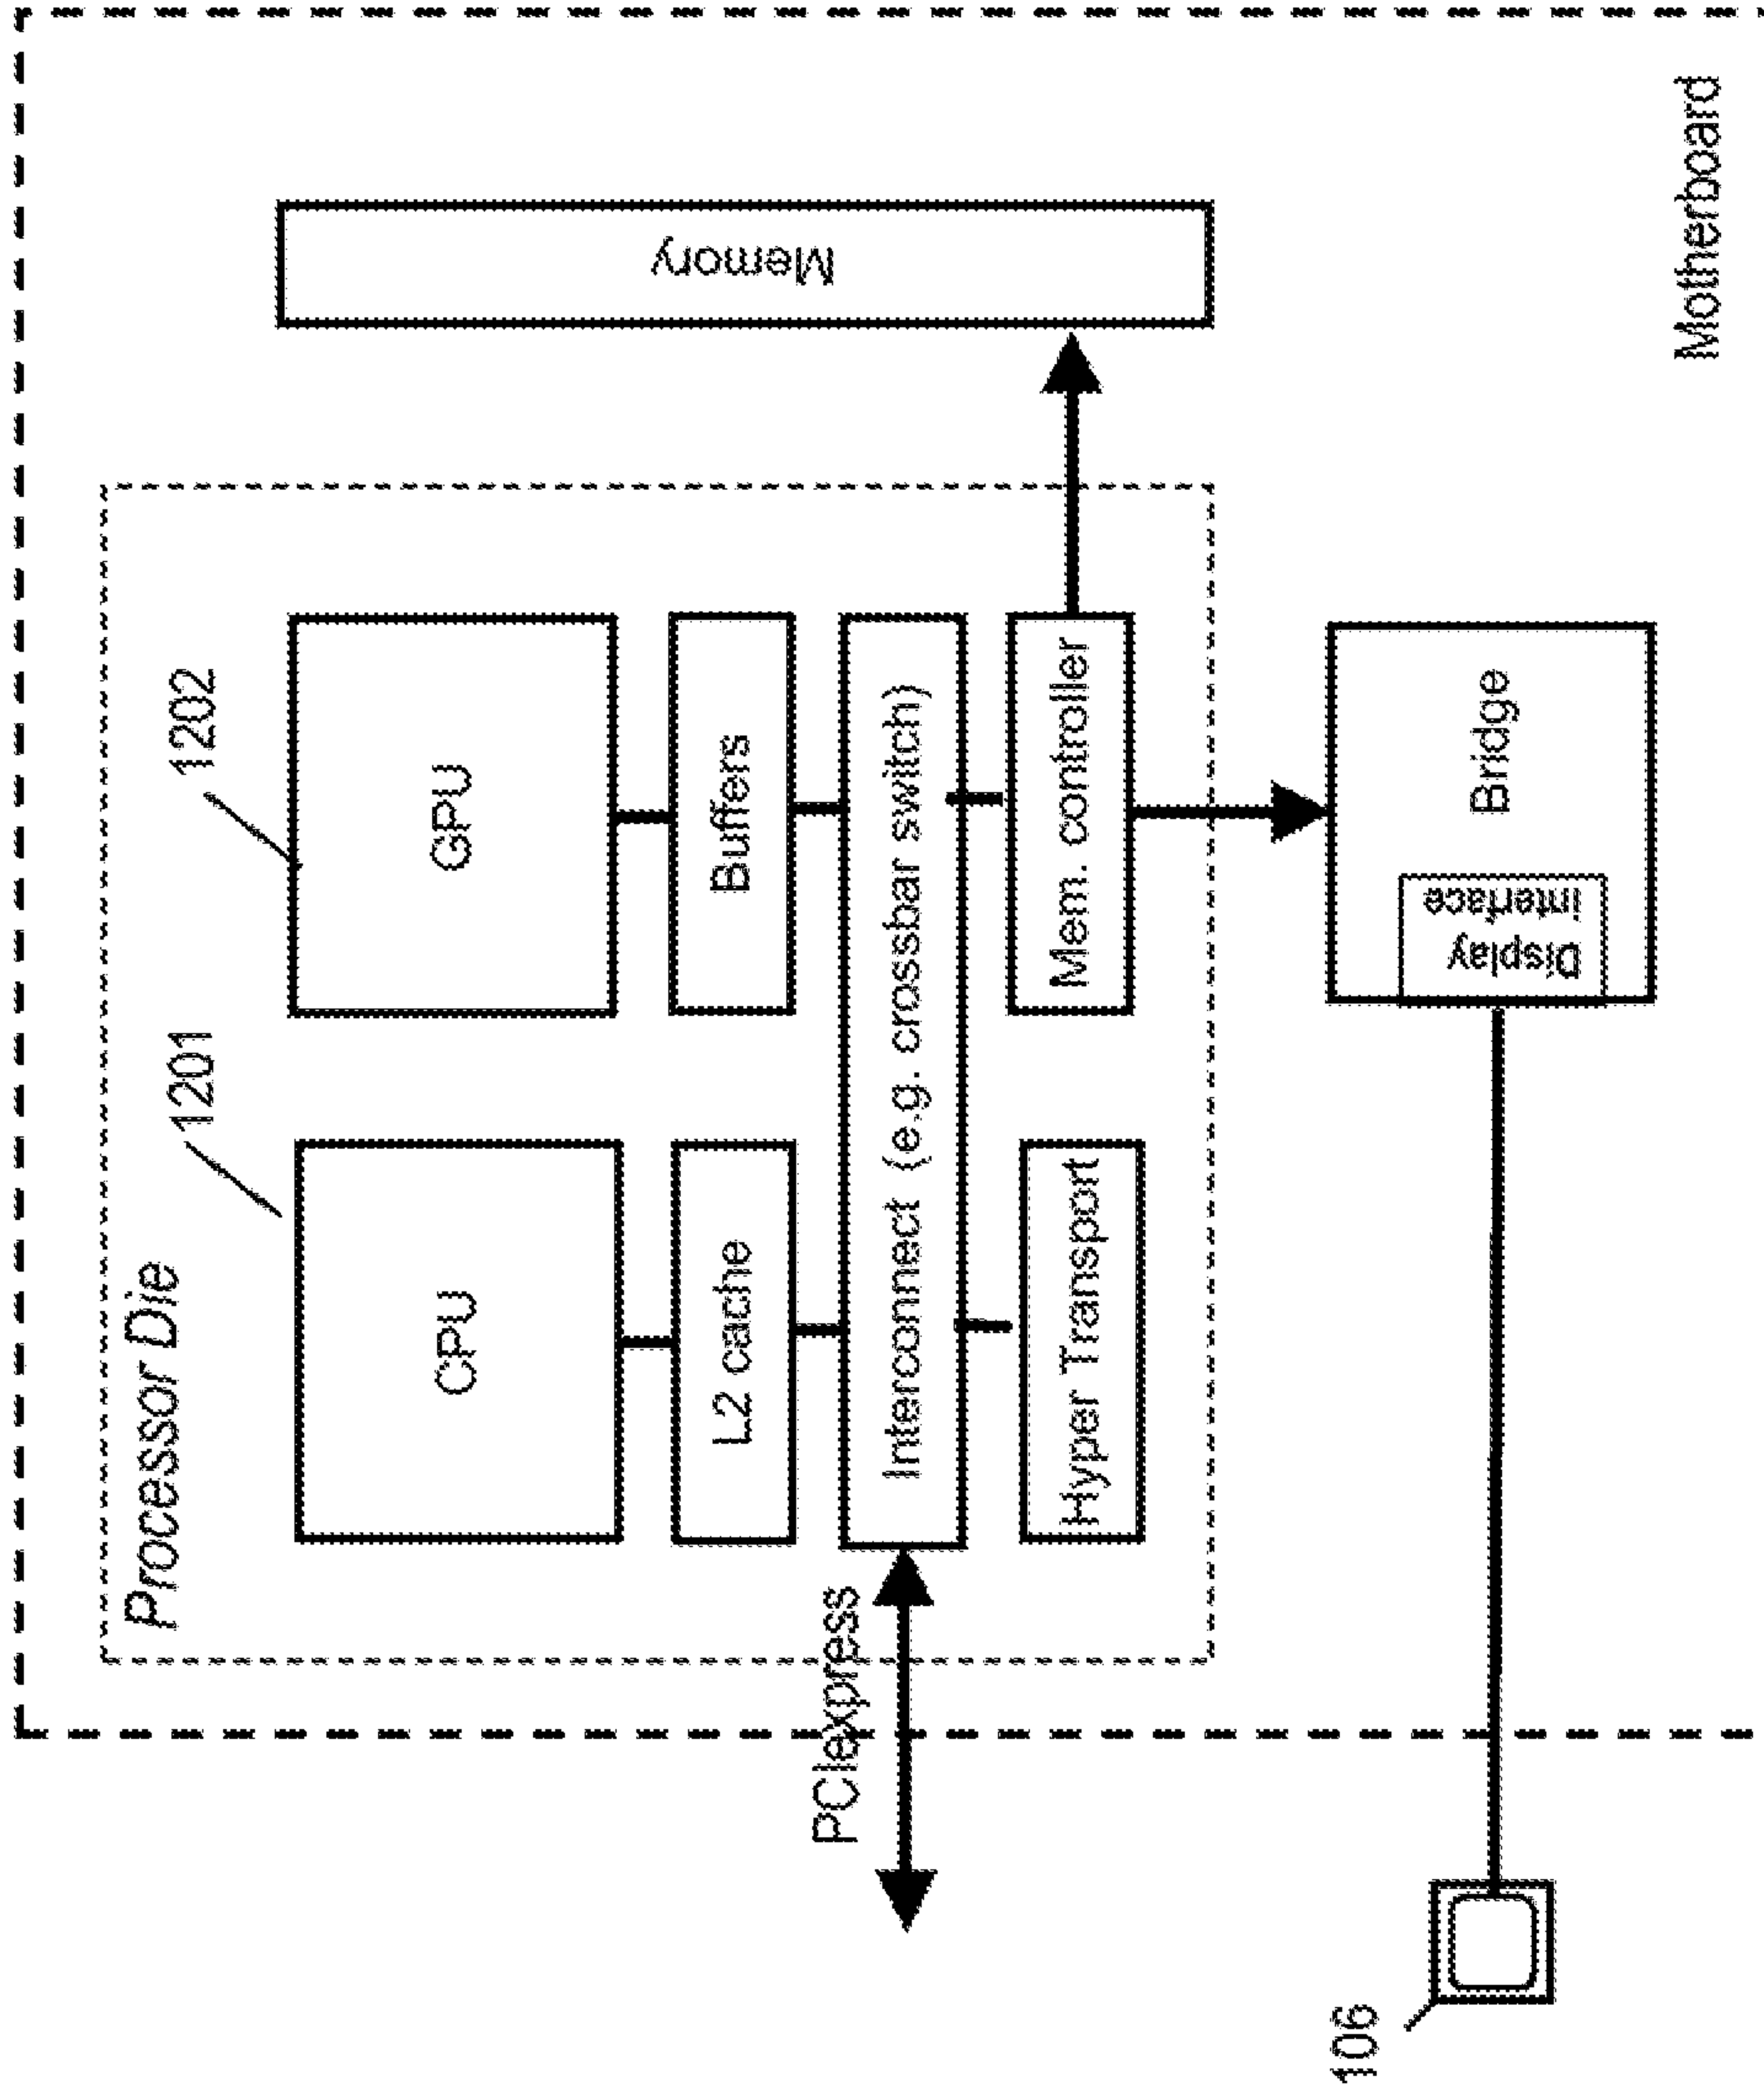 Processor Die
1201
1202
CPU
GPU
L2 cache
Buffers
PCIexpress
Interconnect (e.g. crossbar switch)
Hyper Transport
Mem. controller
Memory
106
Display
interface
Bridge
Motherboard